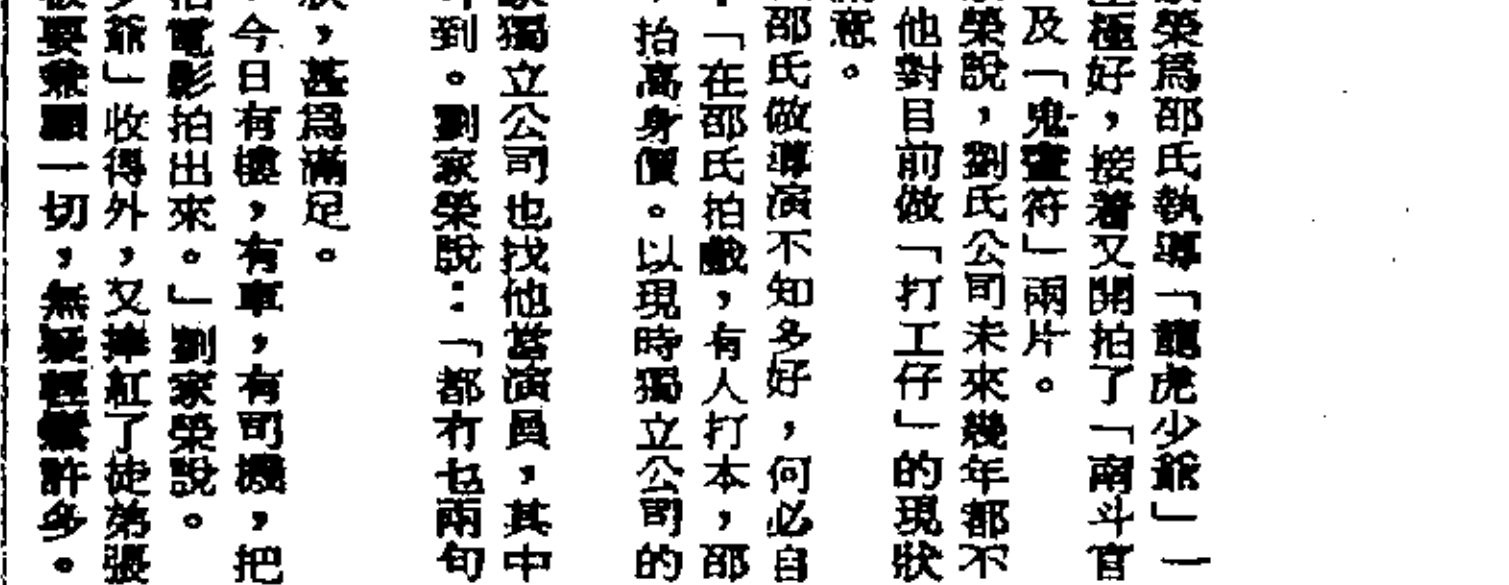 榮爲邵氏執導「龍虎少爺」一
極好，接着又開拍了「南斗官
及「鬼畫符」兩片。
榮說，劉氏公司未來幾年都不
他對目前做「打工仔」的現狀
滿意。
邵氏做導演不知多好，何必自
「在邵氏拍戲，有人打本，邵
，抬高身價。以現時獨立公司的
家獨立公司也找他當演員，其中
到。劉家榮說：「都冇乜兩句
狀，甚爲滿足。
今日有樓，有車，有司機，把
拍電影拍出來。」劉家榮說。
少爺」收得外，又捧紅了徒弟張
要兼顧一切，無疑輕鬆許多。